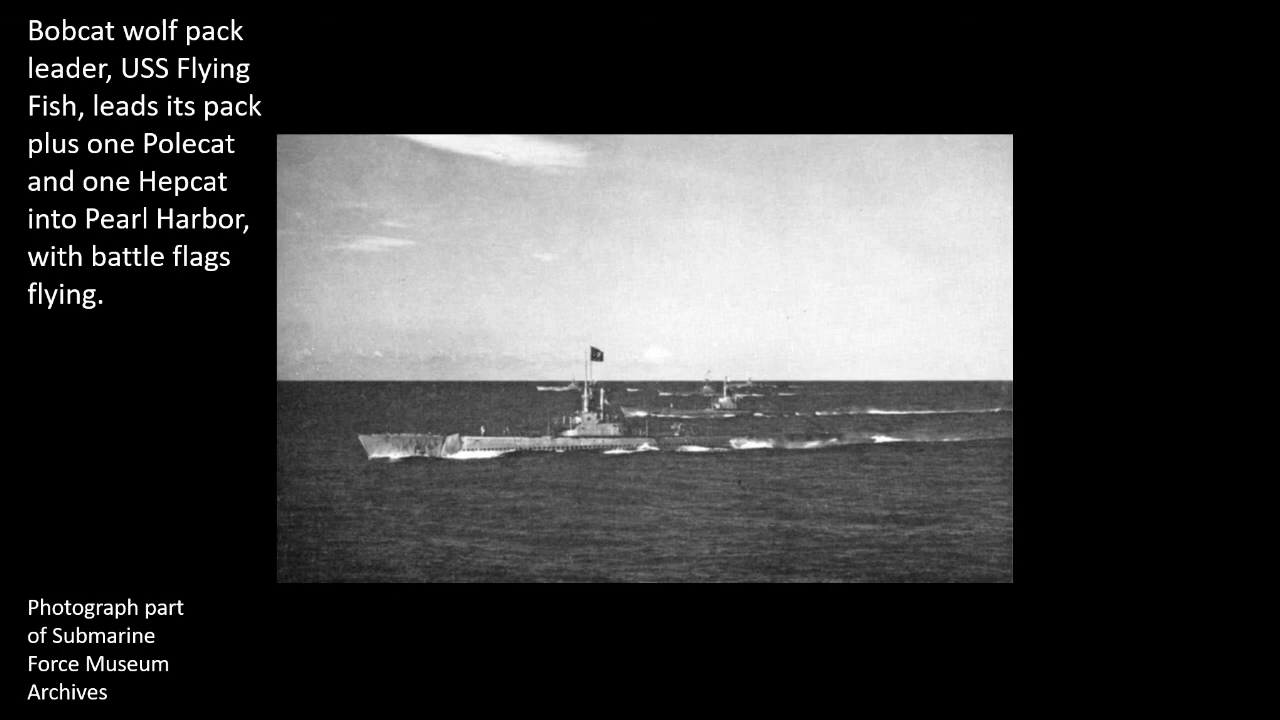 Bobcat wolf pack
leader, USS Flying
Fish, leads its pack
plus one Polecat
and one Hepcat
into Pearl Harbor,
with battle flags
flying.
Photograph part
of Submarine
Force Museum
Archives